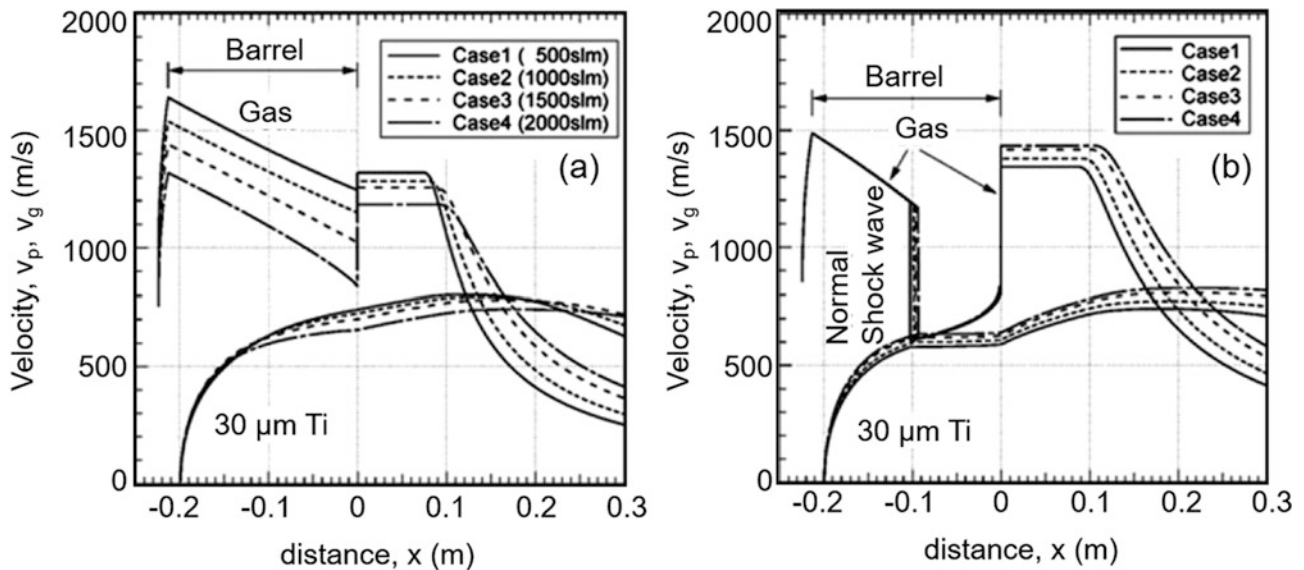 2000
1500
1000
500
0
Velocity, vp, vg (m/s)
Barrel
Gas
Case1 ( 500slm)
Case2 (1000slm)
Case3 (1500slm)
Case4 (2000slm)
(a)
30 µm Ti
-0.2 -0.1 0 0.1 0.2 0.3
distance, x (m)
2000
1500
1000
500
0
Velocity, vp, vg (m/s)
Barrel
Gas
Case1
Case2
Case3
Case4
(b)
Normal
Shock wave
30 µm Ti
-0.2 -0.1 0 0.1 0.2 0.3
distance, x (m)